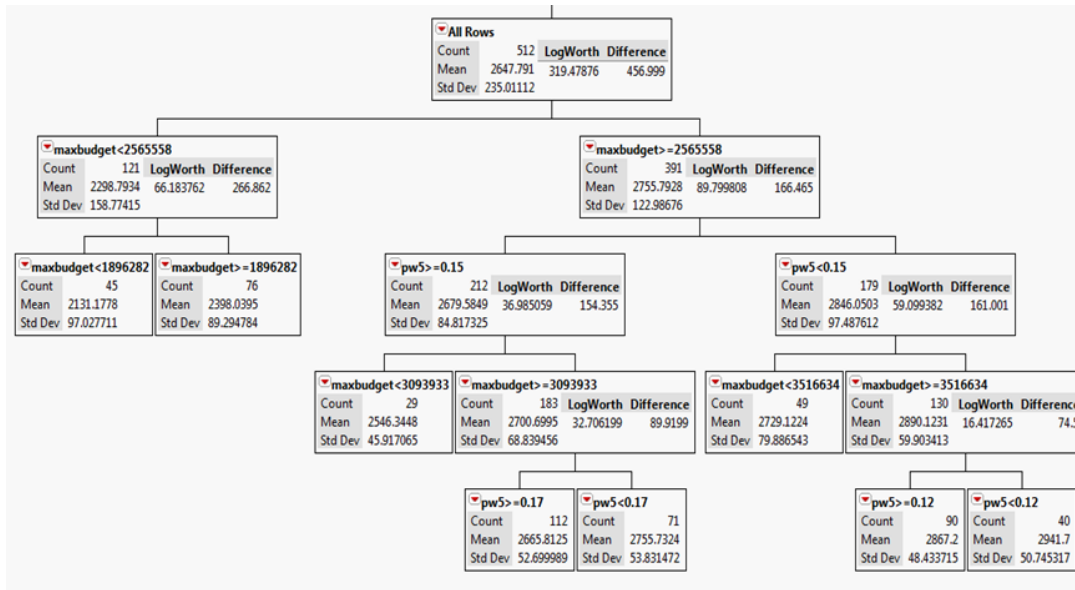 All Rows
Count 512 LogWorth Difference
Mean 2647.791 319.47876 456.999
Std Dev 235.01112
maxbudget<2565558
Count 121 LogWorth Difference
Mean 2298.7934 66.183762 266.862
Std Dev 158.77415
maxbudget>=2565558
Count 391 LogWorth Difference
Mean 2755.7928 89.799808 166.465
Std Dev 122.98676
maxbudget<1896282
Count 45
Mean 2131.1778
Std Dev 97.027711
maxbudget>=1896282
Count 76
Mean 2398.0395
Std Dev 89.294784
pw5>=0.15
Count 212 LogWorth Difference
Mean 2679.5849 36.985059 154.355
Std Dev 84.817325
pw5<0.15
Count 179 LogWorth Difference
Mean 2846.0503 59.099382 161.001
Std Dev 97.487612
maxbudget<3093933
Count 29
Mean 2546.3448
Std Dev 45.917065
maxbudget>=3093933
Count 183 LogWorth Difference
Mean 2700.6995 32.706199 89.9199
Std Dev 68.839456
maxbudget<3516634
Count 49
Mean 2729.1224
Std Dev 79.886543
maxbudget>=3516634
Count 130 LogWorth Difference
Mean 2890.1231 16.417265 74.5
Std Dev 59.903413
pw5>=0.17
Count 112
Mean 2665.8125
Std Dev 52.699989
pw5<0.17
Count 71
Mean 2755.7324
Std Dev 53.831472
pw5>=0.12
Count 90
Mean 2867.2
Std Dev 48.433715
pw5<0.12
Count 40
Mean 2941.7
Std Dev 50.745317